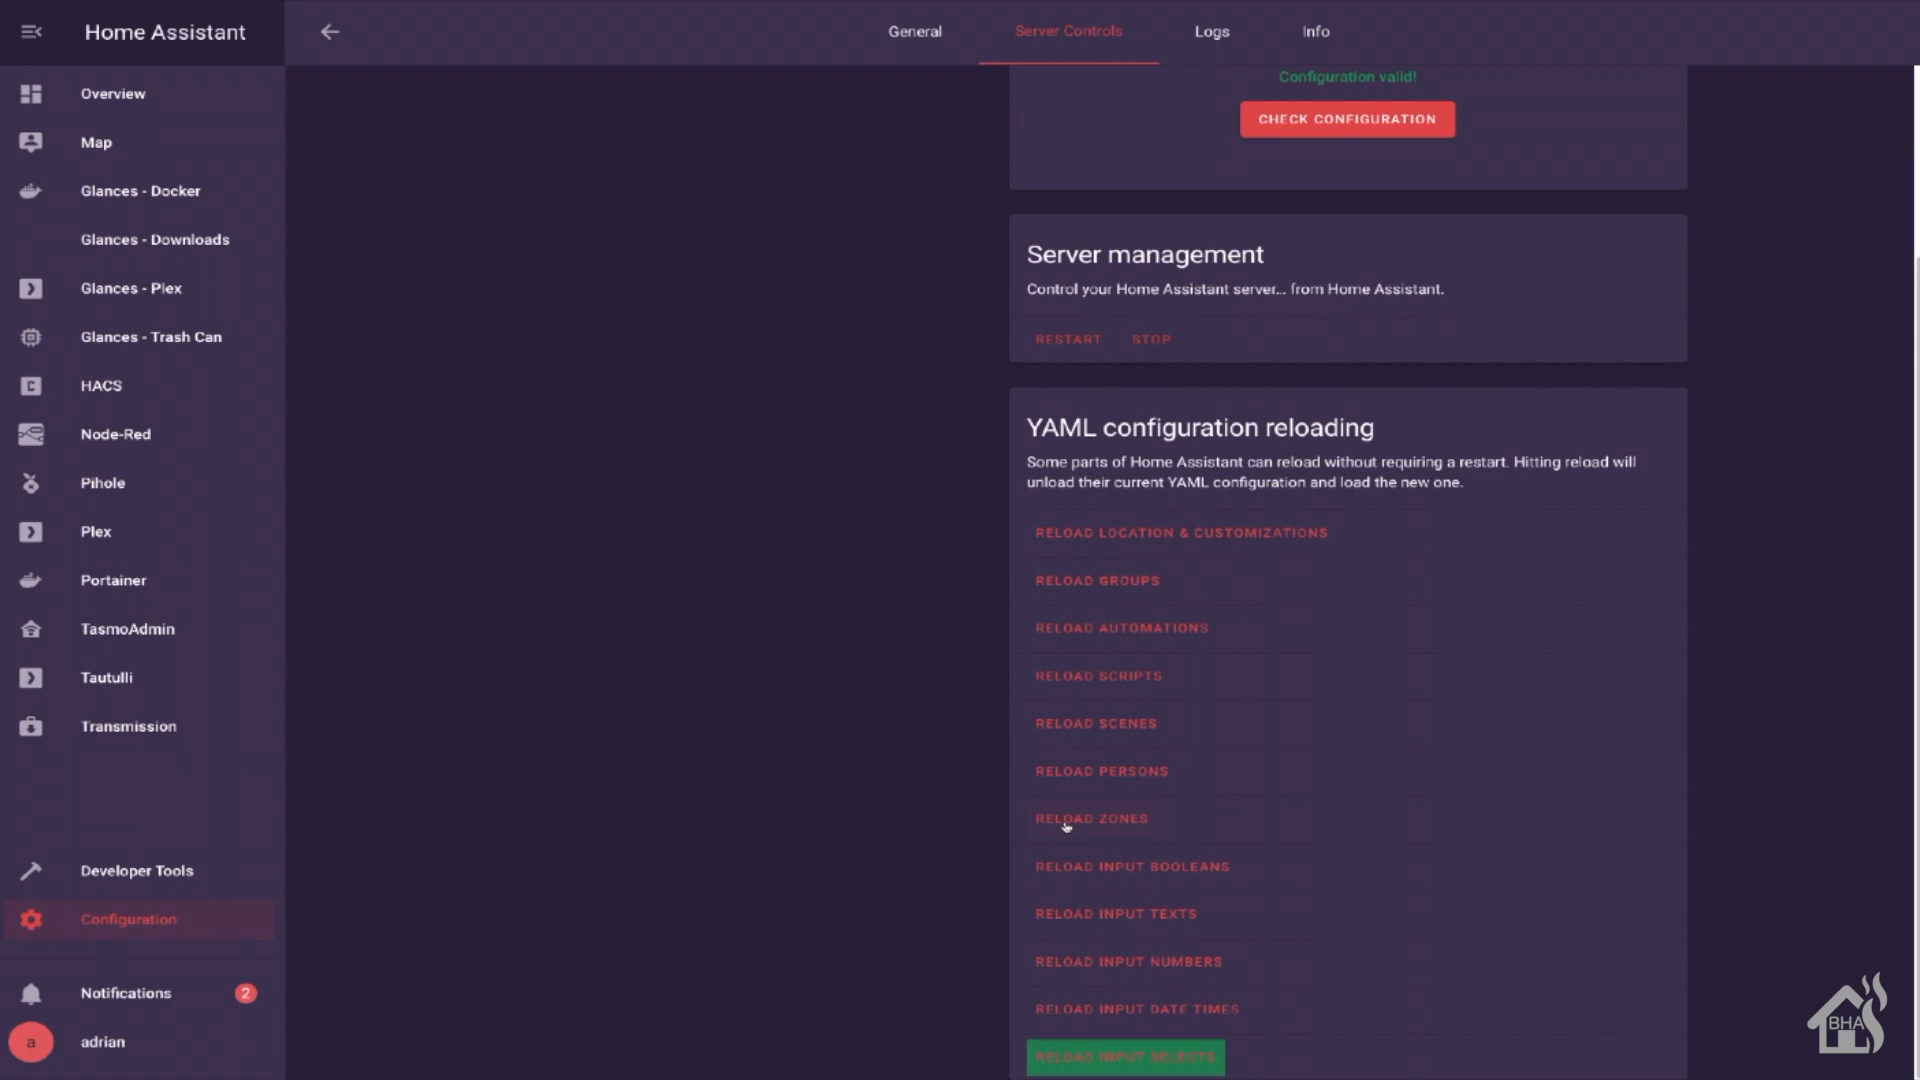 Home Assistant
General
Server Controls
Logs
Info
Overview
Map
Glances - Docker
Glances - Downloads
Glances - Plex
Glances - Trash Can
HACS
Node-Red
Pihole
Plex
Portainer
TasmoAdmin
Tautulli
Transmission
Developer Tools
Configuration
Notifications
2
a
adrian
Configuration valid!
CHECK CONFIGURATION
Server management
Control your Home Assistant server... from Home Assistant.
RESTART
STOP
YAML configuration reloading
Some parts of Home Assistant can reload without requiring a restart. Hitting reload will
unload their current YAML configuration and load the new one.
RELOAD LOCATION & CUSTOMIZATIONS
RELOAD GROUPS
RELOAD AUTOMATIONS
RELOAD SCRIPTS
RELOAD SCENES
RELOAD PERSONS
RELOAD ZONES
RELOAD INPUT BOOLEANS
RELOAD INPUT TEXTS
RELOAD INPUT NUMBERS
RELOAD INPUT DATE TIMES
RELOAD INPUT SELECTS
BHA